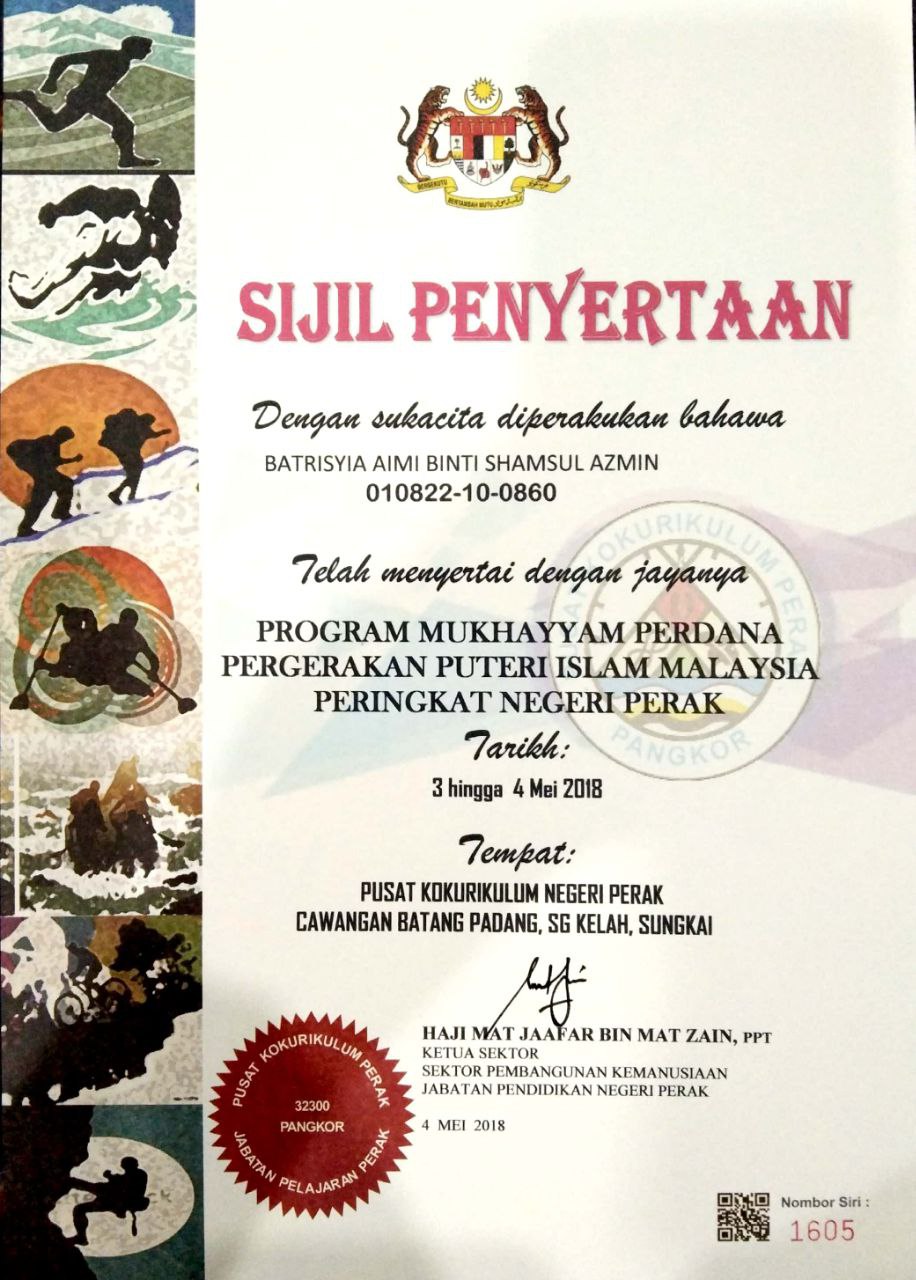 BERSEKUTU
BERTAMBAH MUTU
SIJIL PENYERTAAN
Dengan sukacita diperakukan bahawa
BATRISYIA AIMI BINTI SHAMSUL AZMIN
010822-10-0860
Telah menyertai dengan jayanya
PROGRAM MUKHAYYAM PERDANA
PERGERAKAN PUTERI ISLAM MALAYSIA
PERINGKAT NEGERI PERAK
Tarikh:
3 hingga 4 Mei 2018
Tempat:
PUSAT KOKURIKULUM NEGERI PERAK
CAWANGAN BATANG PADANG, SG KELAH, SUNGKAI
KOKURIKULUM
PANGKOR
HAJI MAT JAAFAR BIN MAT ZAIN, PPT
KETUA SEKTOR
SEKTOR PEMBANGUNAN KEMANUSIAAN
JABATAN PENDIDIKAN NEGERI PERAK
4 MEI 2018
PUSAT KOKURIKULUM PERAK
32300
PANGKOR
JABATAN PELAJARAN PERAK
Nombor Siri :
1605